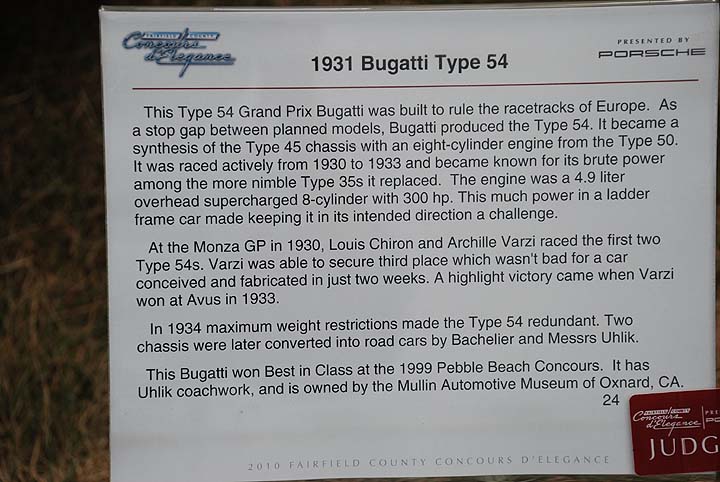 FAIRFIELD COUNTY
Concours
d'Elegance
PRESENTED BY
PORSCHE
1931 Bugatti Type 54
This Type 54 Grand Prix Bugatti was built to rule the racetracks of Europe. As
a stop gap between planned models, Bugatti produced the Type 54. It became a
synthesis of the Type 45 chassis with an eight-cylinder engine from the Type 50.
It was raced actively from 1930 to 1933 and became known for its brute power
among the more nimble Type 35s it replaced. The engine was a 4.9 liter
overhead supercharged 8-cylinder with 300 hp. This much power in a ladder
frame car made keeping it in its intended direction a challenge.
At the Monza GP in 1930, Louis Chiron and Archille Varzi raced the first two
Type 54s. Varzi was able to secure third place which wasn't bad for a car
conceived and fabricated in just two weeks. A highlight victory came when Varzi
won at Avus in 1933.
In 1934 maximum weight restrictions made the Type 54 redundant. Two
chassis were later converted into road cars by Bachelier and Messrs Uhlik.
This Bugatti won Best in Class at the 1999 Pebble Beach Concours. It has
Uhlik coachwork, and is owned by the Mullin Automotive Museum of Oxnard, CA.
24
FAIRFIELD COUNTY
Concours
d'Elegance
PRE
PO
JUDG
2010 FAIRFIELD COUNTY CONCOURS D'ELEGANCE